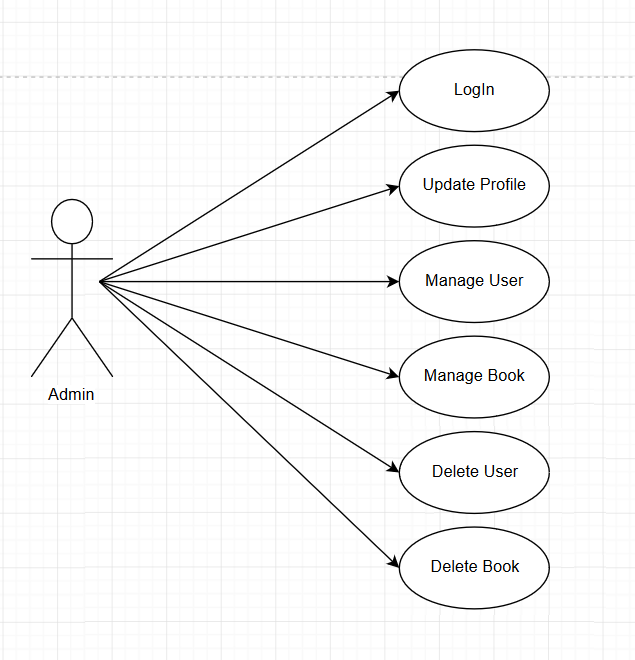 LogIn
Update Profile
Manage User
Manage Book
Admin
Delete User
Delete Book